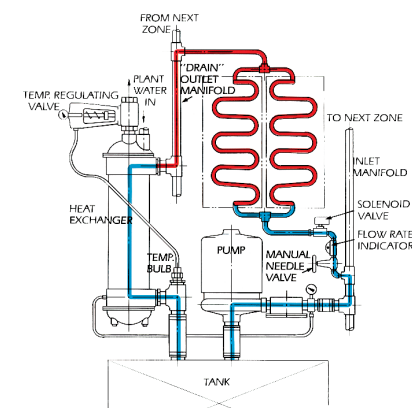 FROM NEXT
ZONE
"DRAIN"
OUTLET
MANIFOLD
PLANT
WATER
IN
TEMP. REGULATING
VALVE
TO NEXT ZONE
INLET
MANIFOLD
SOLENOID
VALVE
FLOW RATE
INDICATOR
HEAT
EXCHANGER
TEMP.
BULB
PUMP
MANUAL
NEEDLE
VALVE
TANK